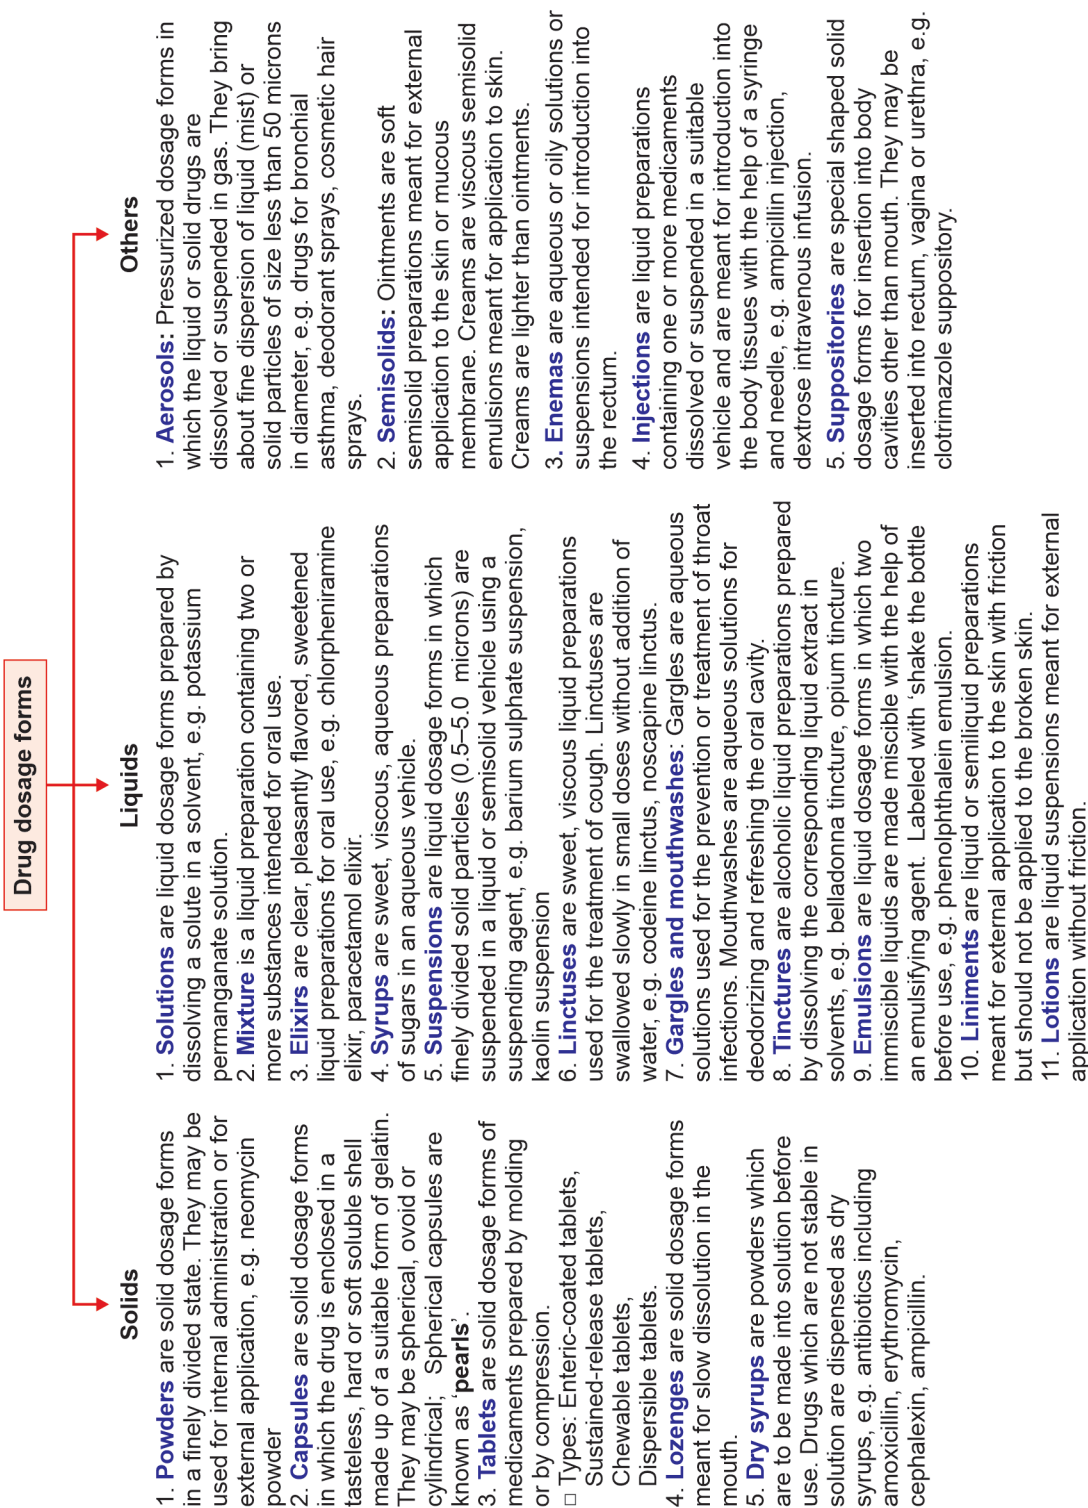 Drug dosage forms
Solids
1. Powders are solid dosage forms
in a finely divided state. They may be
used for internal administration or for
external application, e.g. neomycin
powder
2. Capsules are solid dosage forms
in which the drug is enclosed in a
tasteless, hard or soft soluble shell
made up of a suitable form of gelatin.
They may be spherical, ovoid or
cylindrical; Spherical capsules are
known as 'pearls'.
3. Tablets are solid dosage forms of
medicaments prepared by molding
or by compression.
□ Types: Enteric-coated tablets,
Sustained-release tablets,
Chewable tablets,
Dispersible tablets.
4. Lozenges are solid dosage forms
meant for slow dissolution in the
mouth.
5. Dry syrups are powders which
are to be made into solution before
use. Drugs which are not stable in
solution are dispensed as dry
syrups, e.g. antibiotics including
amoxicillin, erythromycin,
cephalexin, ampicillin.
Liquids
1. Solutions are liquid dosage forms prepared by
dissolving a solute in a solvent, e.g. potassium
permanganate solution.
2. Mixture is a liquid preparation containing two or
more substances intended for oral use.
3. Elixirs are clear, pleasantly flavored, sweetened
liquid preparations for oral use, e.g. chlorpheniramine
elixir, paracetamol elixir.
4. Syrups are sweet, viscous, aqueous preparations
of sugars in an aqueous vehicle.
5. Suspensions are liquid dosage forms in which
finely divided solid particles (0.5–5.0 microns) are
suspended in a liquid or semisolid vehicle using a
suspending agent, e.g. barium sulphate suspension,
kaolin suspension
6. Linctuses are sweet, viscous liquid preparations
used for the treatment of cough. Linctuses are
swallowed slowly in small doses without addition of
water, e.g. codeine linctus, noscapine linctus.
7. Gargles and mouthwashes: Gargles are aqueous
solutions used for the prevention or treatment of throat
infections. Mouthwashes are aqueous solutions for
deodorizing and refreshing the oral cavity.
8. Tinctures are alcoholic liquid preparations prepared
by dissolving the corresponding liquid extract in
solvents, e.g. belladonna tincture, opium tincture.
9. Emulsions are liquid dosage forms in which two
immiscible liquids are made miscible with the help of
an emulsifying agent. Labeled with 'shake the bottle
before use, e.g. phenolphthalein emulsion.
10. Liniments are liquid or semiliquid preparations
meant for external application to the skin with friction
but should not be applied to the broken skin.
11. Lotions are liquid suspensions meant for external
application without friction.
Others
1. Aerosols: Pressurized dosage forms in
which the liquid or solid drugs are
dissolved or suspended in gas. They bring
about fine dispersion of liquid (mist) or
solid particles of size less than 50 microns
in diameter, e.g. drugs for bronchial
asthma, deodorant sprays, cosmetic hair
sprays.
2. Semisolids: Ointments are soft
semisolid preparations meant for external
application to the skin or mucous
membrane. Creams are viscous semisolid
emulsions meant for application to skin.
Creams are lighter than ointments.
3. Enemas are aqueous or oily solutions or
suspensions intended for introduction into
the rectum.
4. Injections are liquid preparations
containing one or more medicaments
dissolved or suspended in a suitable
vehicle and are meant for introduction into
the body tissues with the help of a syringe
and needle, e.g. ampicillin injection,
dextrose intravenous infusion.
5. Suppositories are special shaped solid
dosage forms for insertion into body
cavities other than mouth. They may be
inserted into rectum, vagina or urethra, e.g.
clotrimazole suppository.